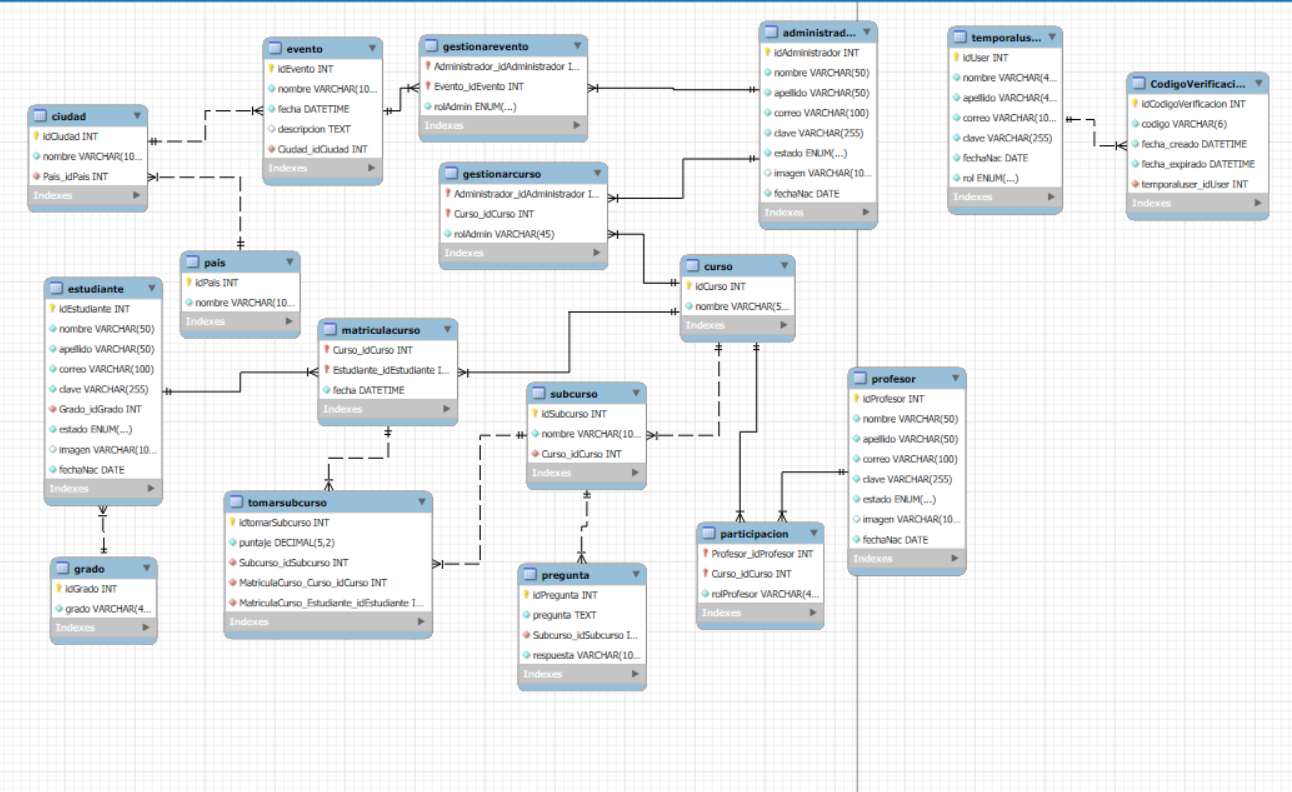 ciudad
idCiudad INT
nombre VARCHAR(10...
Pais_idPais INT
Indexes
evento
idEvento INT
nombre VARCHAR(10...
fecha DATETIME
descripcion TEXT
Ciudad_idCiudad INT
Indexes
gestionarevento
Administrador_idAdministrador I...
Evento_idEvento INT
rolAdmin ENUM(...)
Indexes
administrad...
idAdministrador INT
nombre VARCHAR(50)
apellido VARCHAR(50)
correo VARCHAR(100)
clave VARCHAR(255)
estado ENUM(...)
imagen VARCHAR(10...
fechaNac DATE
Indexes
temporalus...
idUser INT
nombre VARCHAR(4...
apellido VARCHAR(4...
correo VARCHAR(10...
clave VARCHAR(255)
fechaNac DATE
rol ENUM(...)
Indexes
CodigoVerificaci...
idCodigoVerificacion INT
codigo VARCHAR(6)
fecha_creado DATETIME
fecha_expirado DATETIME
temporaluser_idUser INT
Indexes
gestionarcurso
Administrador_idAdministrador I...
Curso_idCurso INT
rolAdmin VARCHAR(45)
Indexes
pais
idPais INT
nombre VARCHAR(10...
Indexes
curso
idCurso INT
nombre VARCHAR(5...
Indexes
estudiante
idEstudiante INT
nombre VARCHAR(50)
apellido VARCHAR(50)
correo VARCHAR(100)
clave VARCHAR(255)
Grado_idGrado INT
estado ENUM(...)
imagen VARCHAR(10...
fechaNac DATE
Indexes
matriculacurso
Curso_idCurso INT
Estudiante_idEstudiante I...
fecha DATETIME
Indexes
subcurso
idSubcurso INT
nombre VARCHAR(10...
Curso_idCurso INT
Indexes
profesor
idProfesor INT
nombre VARCHAR(50)
apellido VARCHAR(50)
correo VARCHAR(100)
clave VARCHAR(255)
estado ENUM(...)
imagen VARCHAR(10...
fechaNac DATE
Indexes
tomarsubcurso
idtomarSubcurso INT
puntaje DECIMAL(5,2)
Subcurso_idSubcurso INT
MatriculaCurso_Curso_idCurso INT
MatriculaCurso_Estudiante_idEstudiante I...
Indexes
participacion
Profesor_idProfesor INT
Curso_idCurso INT
rolProfesor VARCHAR(4...
Indexes
grado
idGrado INT
grado VARCHAR(4...
Indexes
pregunta
idPregunta INT
pregunta TEXT
Subcurso_idSubcurso I...
respuesta VARCHAR(10...
Indexes